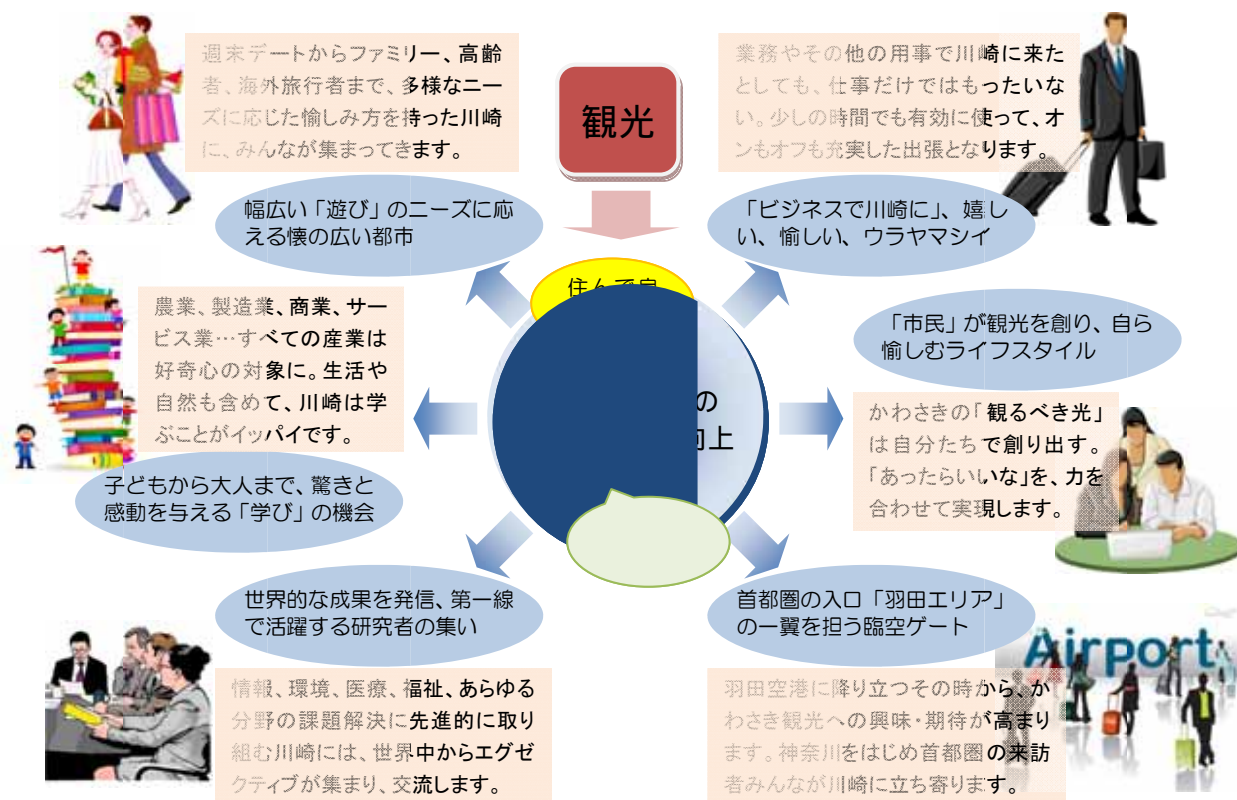 週末デートからファミリー、高齢
者、海外旅行者まで、多様なニー
ズに応じた愉しみ方を持った川崎
に、みんなが集まってきます。
観光
業務やその他の用事で川崎に来た
としても、仕事だけではもったいな
い。少しの時間でも有効に使って、オ
ンもオフも充実した出張となります。
幅広い「遊び」のニーズに応
える懐の広い都市
「ビジネスで川崎に」、嬉し
い、愉しい、ウラヤマシイ
住んで
農業、製造業、商業、サー
ビス業…すべての産業は
好奇心の対象に。生活や
自然も含めて、川崎は学
ぶことがイッパイです。
「市民」が観光を創り、自ら
愉しむライフスタイル
の
向上
かわさきの「観るべき光」
は自分たちで創り出す。
「あったらいいな」を、力を
合わせて実現します。
子どもから大人まで、驚きと
感動を与える「学び」の機会
世界的な成果を発信、第一線
で活躍する研究者の集い
首都圏の入口「羽田エリア」
の一翼を担う臨空ゲート
Airport
情報、環境、医療、福祉、あらゆる
分野の課題解決に先進的に取り
組む川崎には、世界中からエグゼ
クティブが集まり、交流します。
羽田空港に降り立つその時から、か
わさき観光への興味・期待が高まり
ます。神奈川をはじめ首都圏の来訪
者みんなが川崎に立ち寄ります。